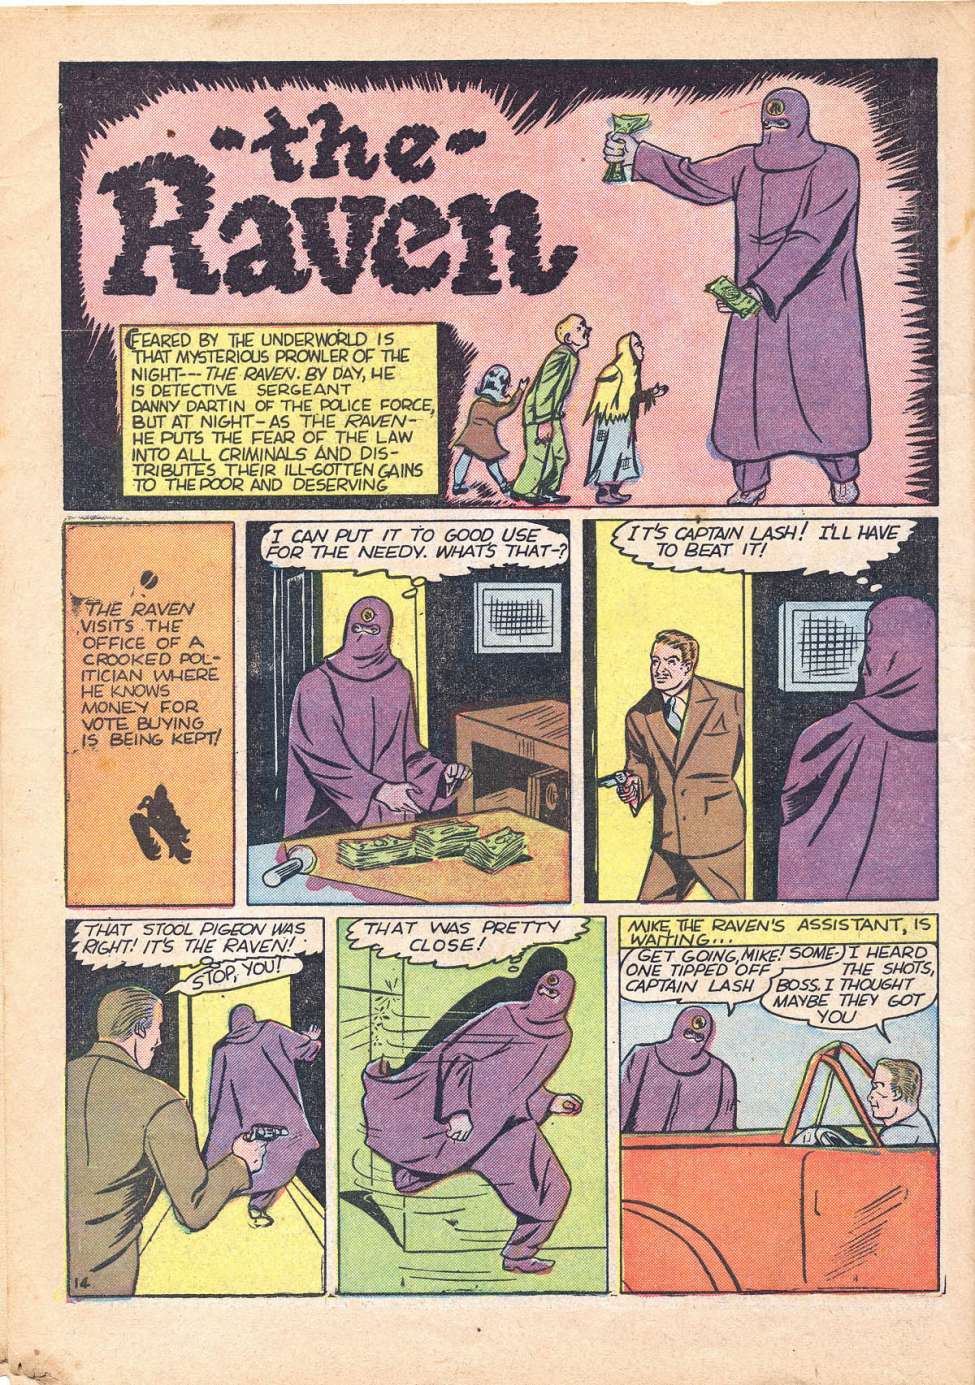 -the-
Raven
FEARED BY THE UNDERWORLD IS
THAT MYSTERIOUS PROWLER OF THE
NIGHT--- THE RAVEN. BY DAY, HE
IS DETECTIVE SERGEANT
DANNY DARTIN OF THE POLICE FORCE,
BUT AT NIGHT-AS THE RAVEN-
HE PUTS THE FEAR OF THE LAW
INTO ALL CRIMINALS AND DIS-
TRIBUTES THEIR ILL-GOTTEN GAINS
TO THE POOR AND DESERVING
THE RAVEN
VISITS THE
OFFICE OF A
CROOKED POL-
ITICIAN WHERE
HE KNOWS
MONEY FOR
VOTE BUYING
IS BEING KEPT!
I CAN PUT IT TO GOOD USE
FOR THE NEEDY. WHAT'S THAT-?
IT'S CAPTAIN LASH! I'LL HAVE
TO BEAT IT!
THAT STOOL PIGEON WAS
RIGHT! IT'S THE RAVEN!
STOP, YOU!
THAT WAS PRETTY
CLOSE!
MIKE THE RAVEN'S ASSISTANT, IS
WAITING...
GET GOING, MIKE! SOME-
ONE TIPPED OFF
CAPTAIN LASH
I HEARD
THE SHOTS,
BOSS. I THOUGHT
MAYBE THEY GOT
YOU
14